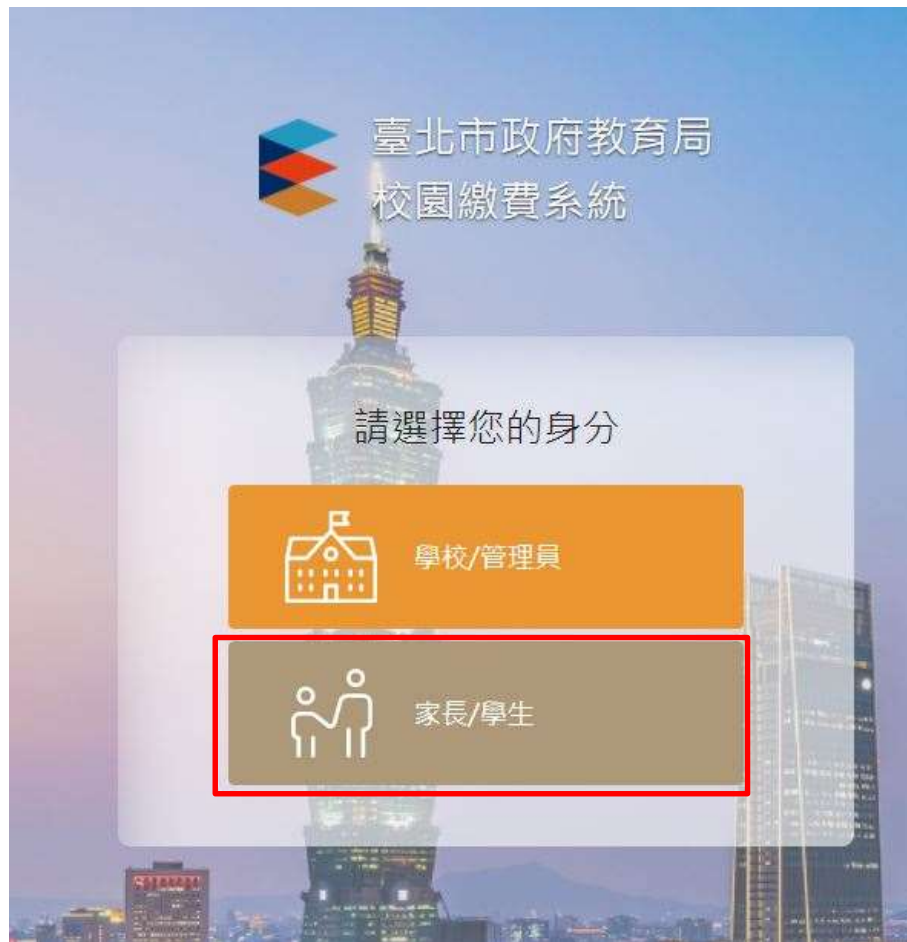 臺北市政府教育局
校園繳費系統
請選擇您的身分
學校/管理員
家長/學生